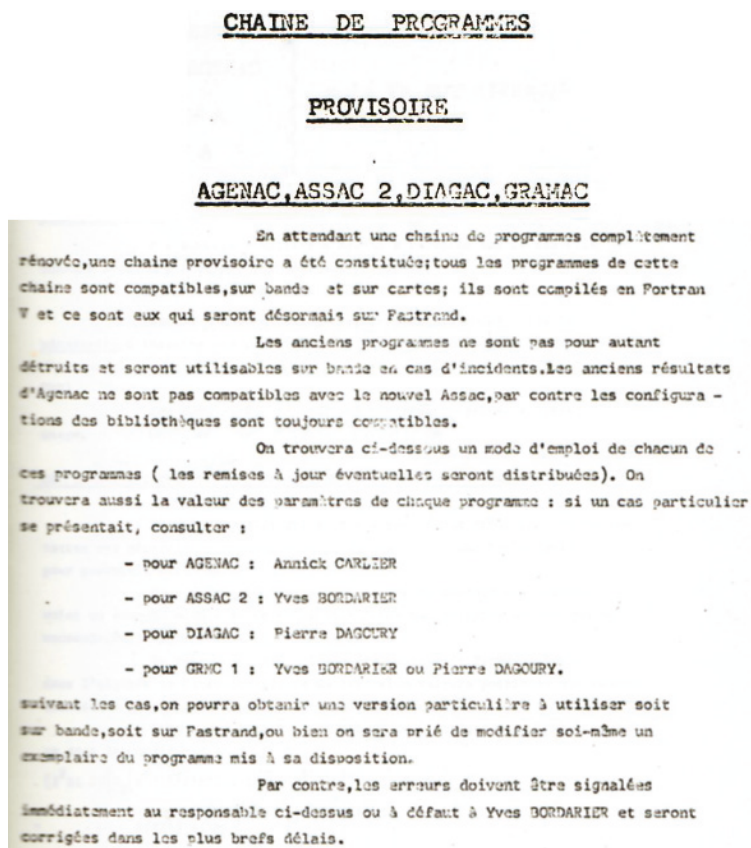 CHAINE DE PROGRAMMES
PROVISOIRE
AGENAC,ASSAC 2,DIAGAC,GRAMAC
En attendant une chaine de programmes complètement
rénovée,une chaine provisoire a été constituée;tous les programmes de cette
chaine sont compatibles,sur bande et sur cartes; ils sont compilés en Fortran
V et ce sont eux qui seront désormais sur Fastrand.
Les anciens programmes ne sont pas pour autant
détruits et seront utilisables sur bande en cas d'incidents.Les anciens résultats
d'Agenac ne sont pas compatibles avec le nouvel Assac,par contre les configura -
tions des bibliothèques sont toujours compatibles.
On trouvera ci-dessous un mode d'emploi de chacun de
ces programmes ( les remises à jour éventuelles seront distribuées). On
trouvera aussi la valeur des paramètres de chaque programme : si un cas particulier
se présentait, consulter :
- pour AGENAC : Annick CARLIER
- pour ASSAC 2 : Yves BORDARIER
- pour DIAGAC : Pierre DAGOURY
- pour GRMC 1 : Yves BORDARIER ou Pierre DAGOURY.
suivant les cas,on pourra obtenir une version particulière à utiliser soit
sur bande,soit sur Fastrand,ou bien on sera prié de modifier soi-même un
exemplaire du programme mis à sa disposition.
Par contre,les erreurs doivent être signalées
immédiatement au responsable ci-dessus ou à défaut à Yves BORDARIER et seront
corrigées dans les plus brefs délais.